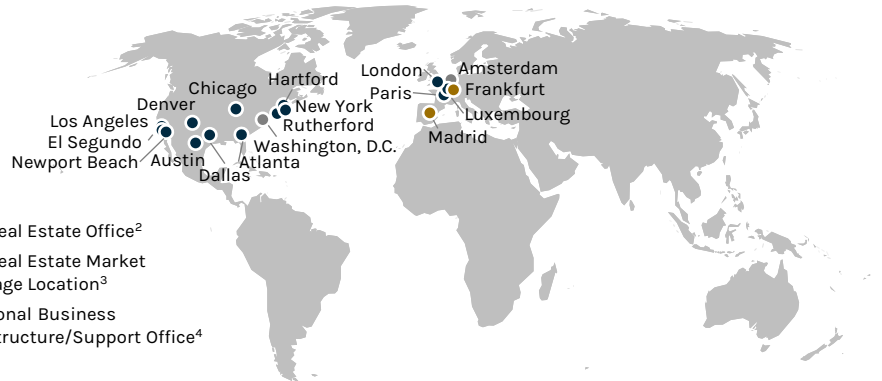 London
Amsterdam
Paris
Frankfurt
Luxembourg
Madrid
Hartford
Chicago
Denver
New York
Los Angeles
Rutherford
El Segundo
Washington, D.C.
Newport Beach
Austin
Atlanta
Dallas
eal Estate Office²
eal Estate Market
ge Location³
onal Business
tructure/Support Office⁴